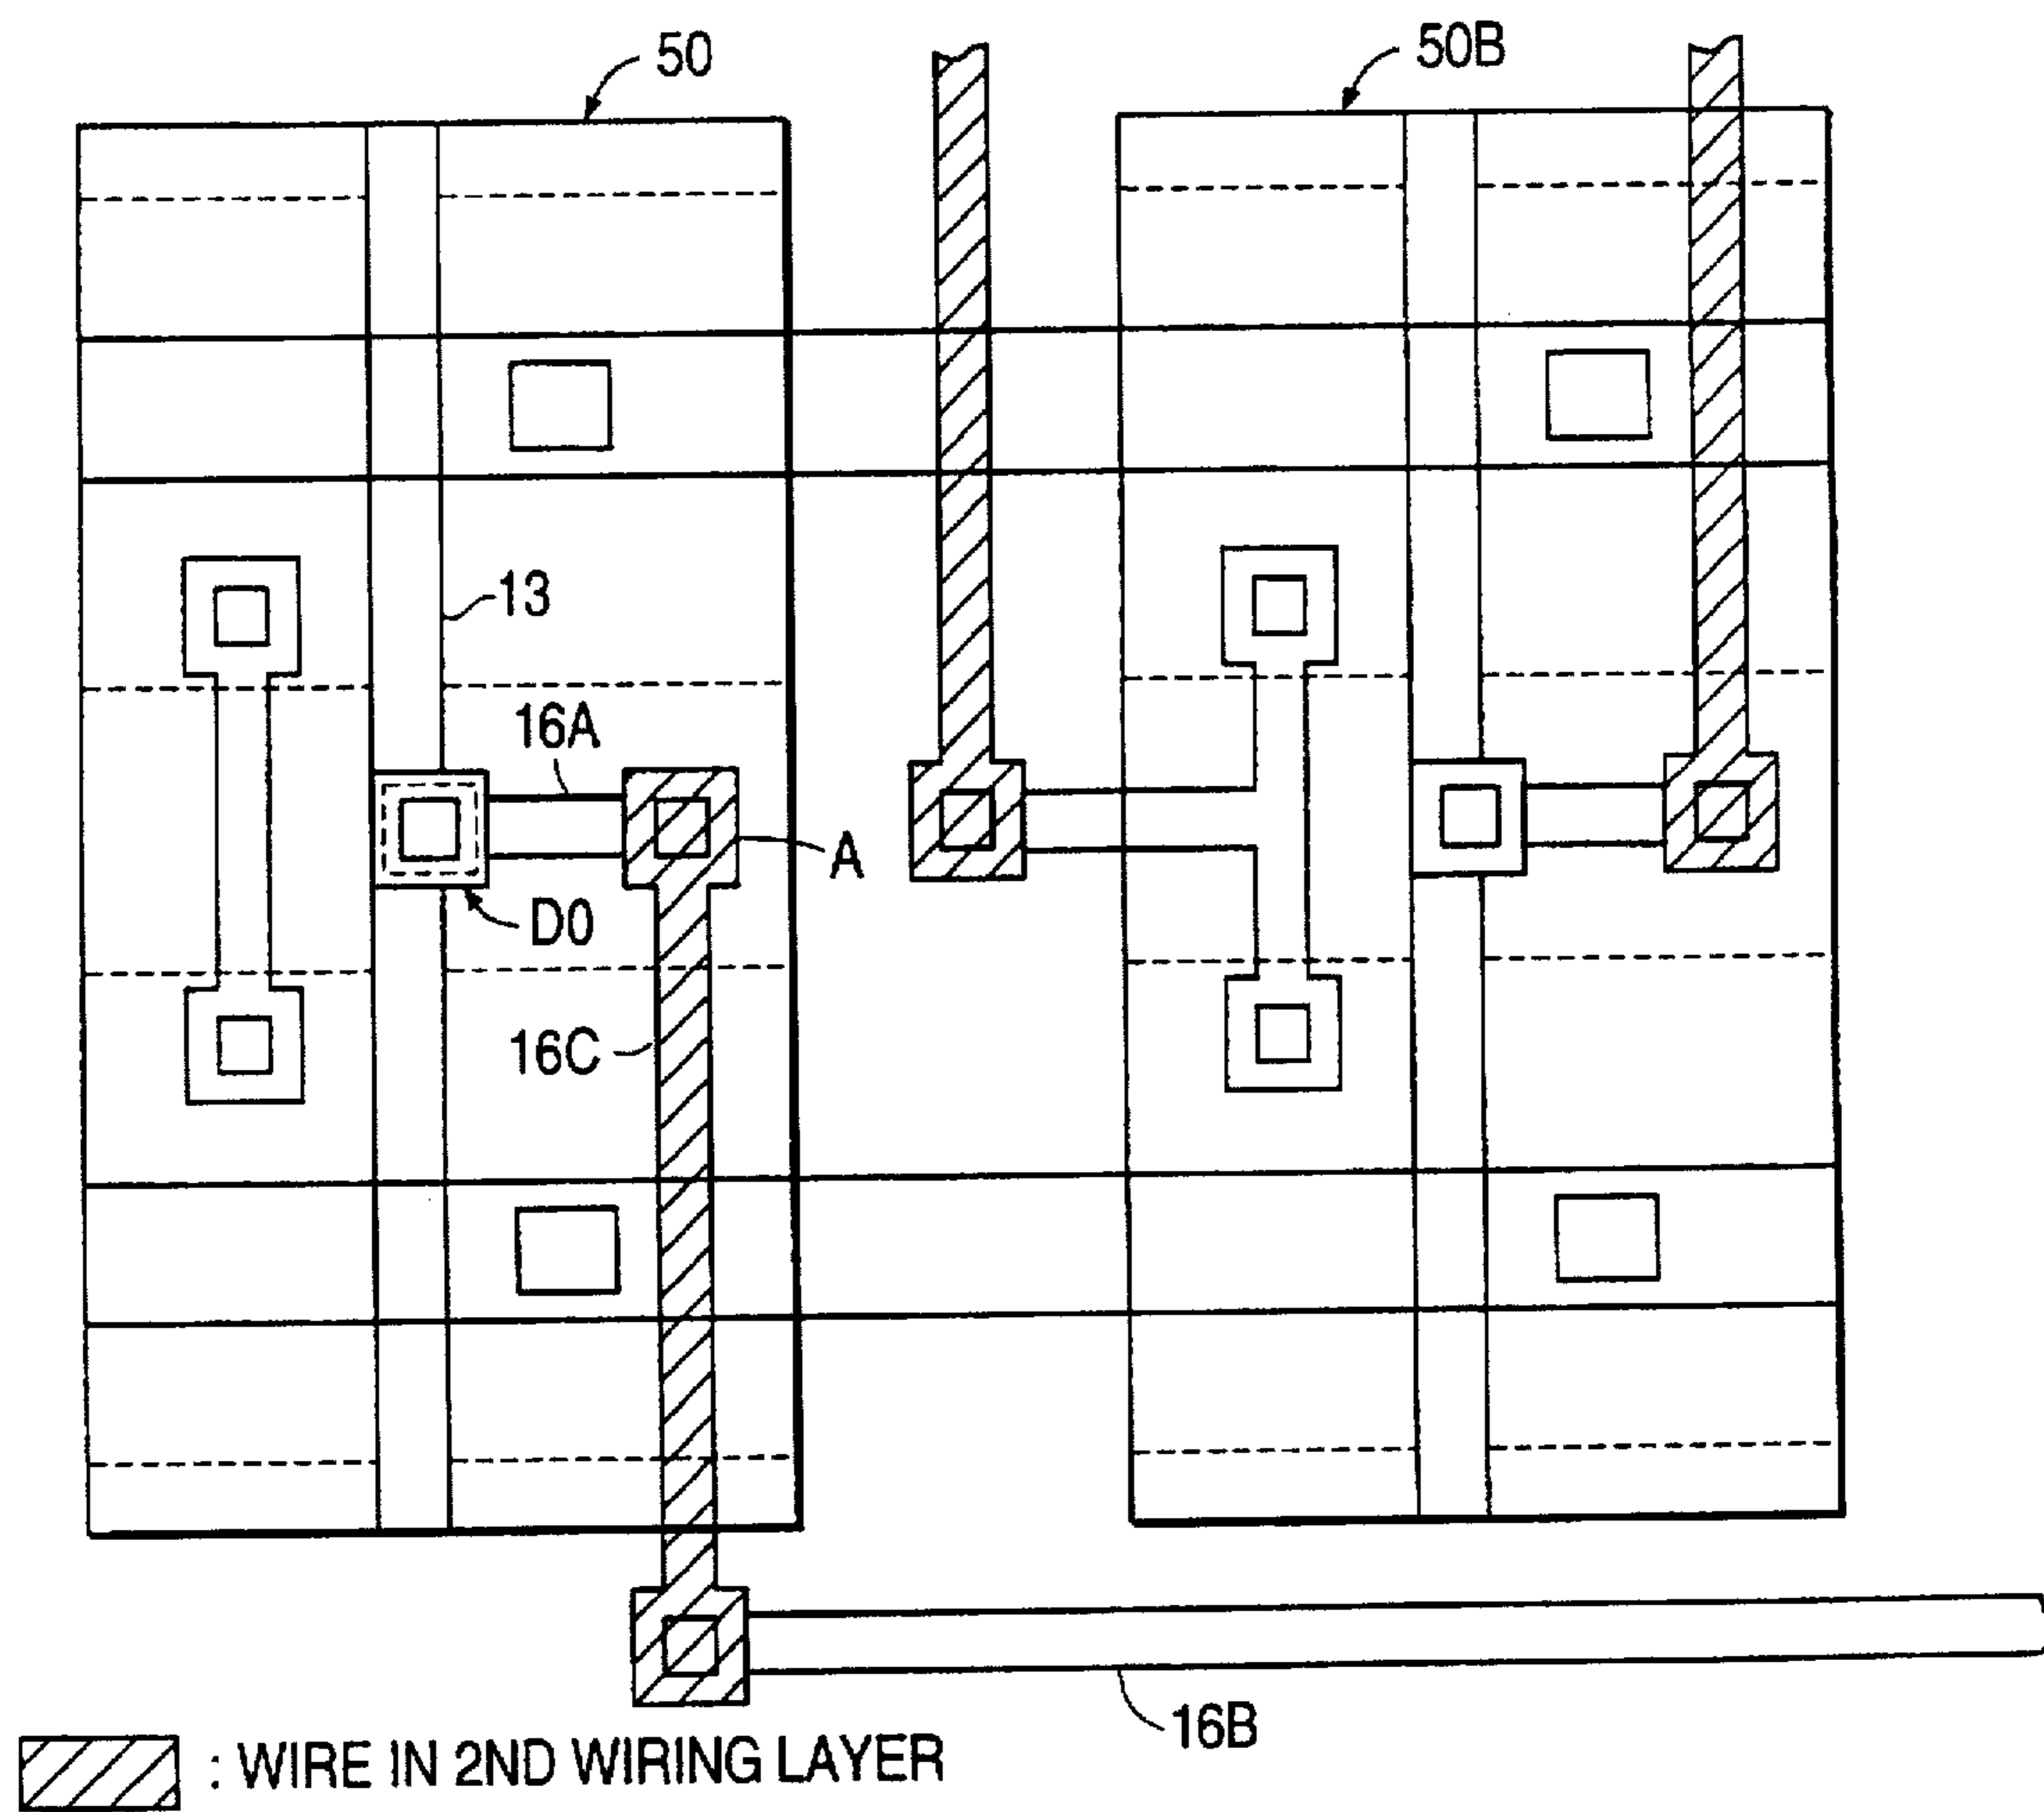 50
50B
13
16A
A
D0
16C
16B
: WIRE IN 2ND WIRING LAYER